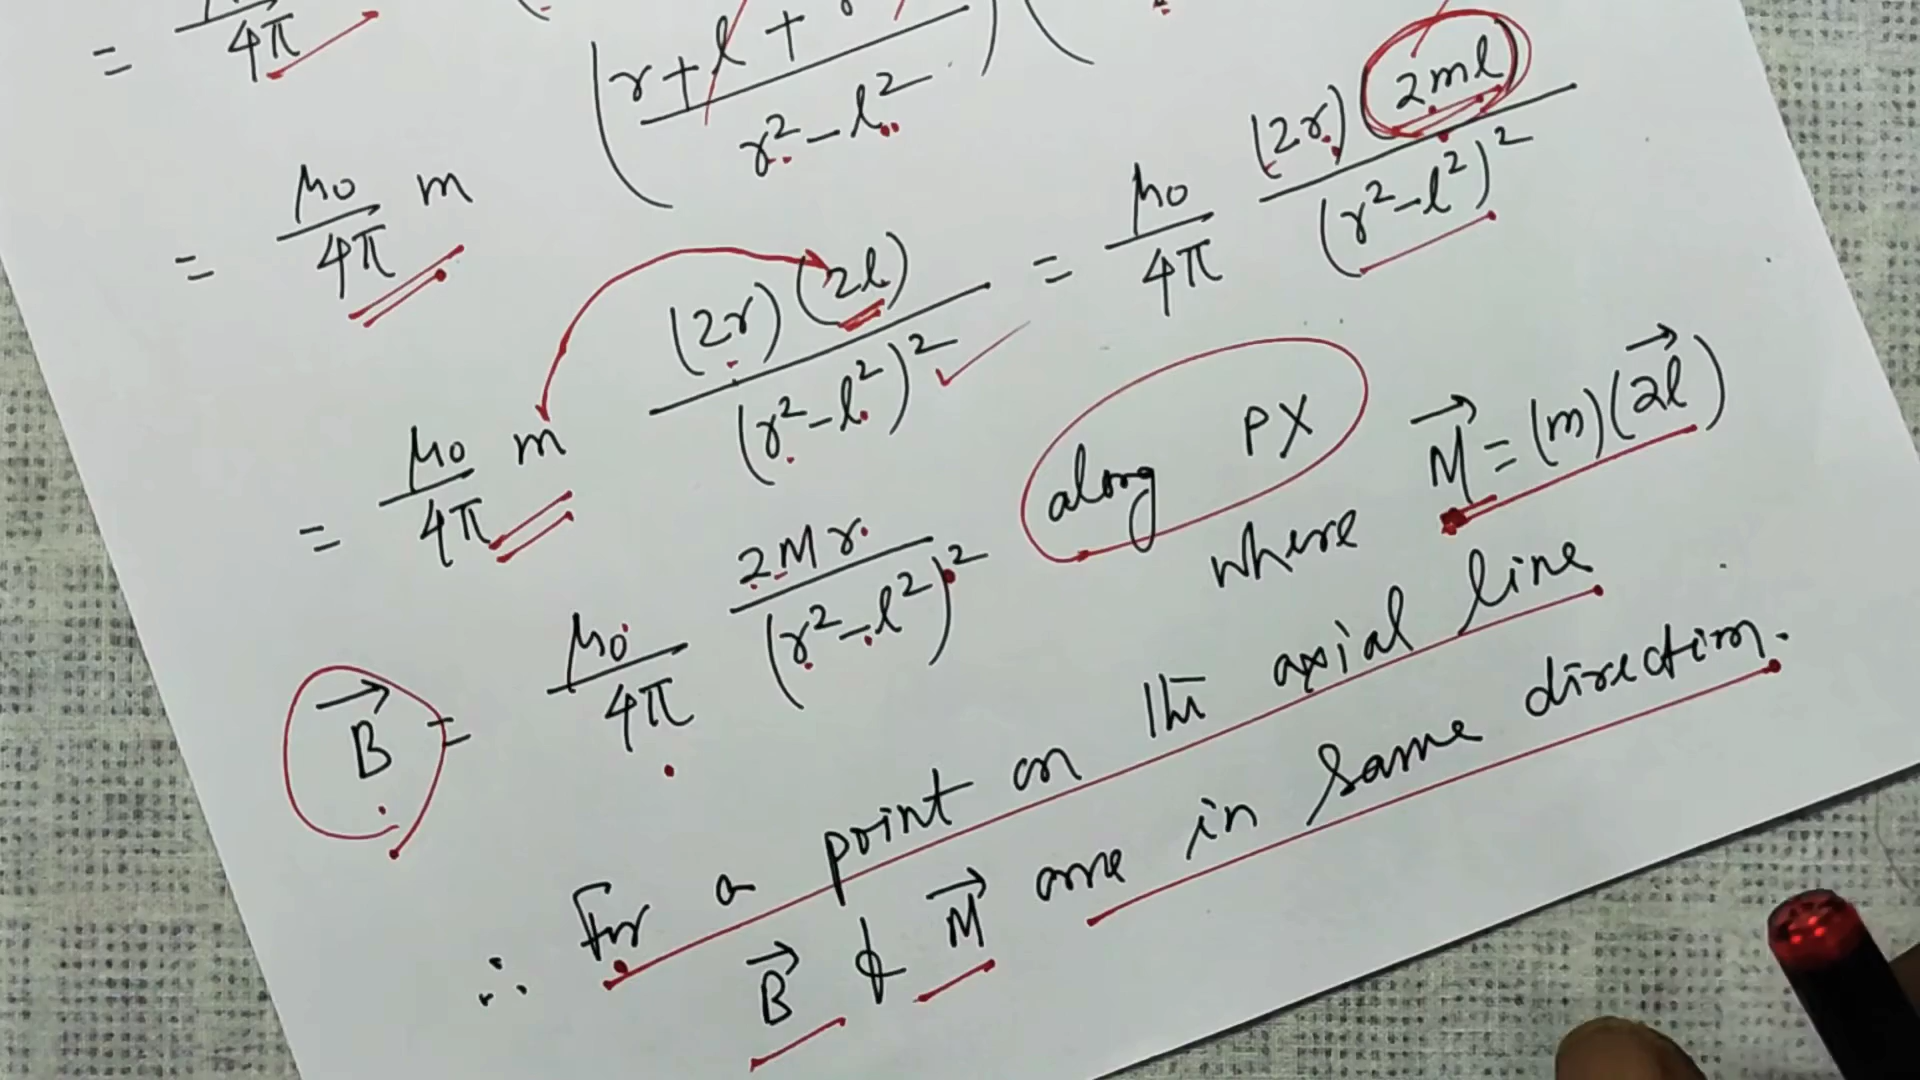 = μ₀/4π
(r + l + / r² − l²) (
= μ₀/4π m
= μ₀/4π m (2r)(2l)/(r² − l²)² = μ₀/4π (2r)(2ml)/(r² − l²)²
B⃗ = μ₀/4π 2Mr/(r² − l²)² along PX
where M⃗ = (m)(2l⃗)
∴ For a point on the axial line
B⃗ & M⃗ are in same direction.